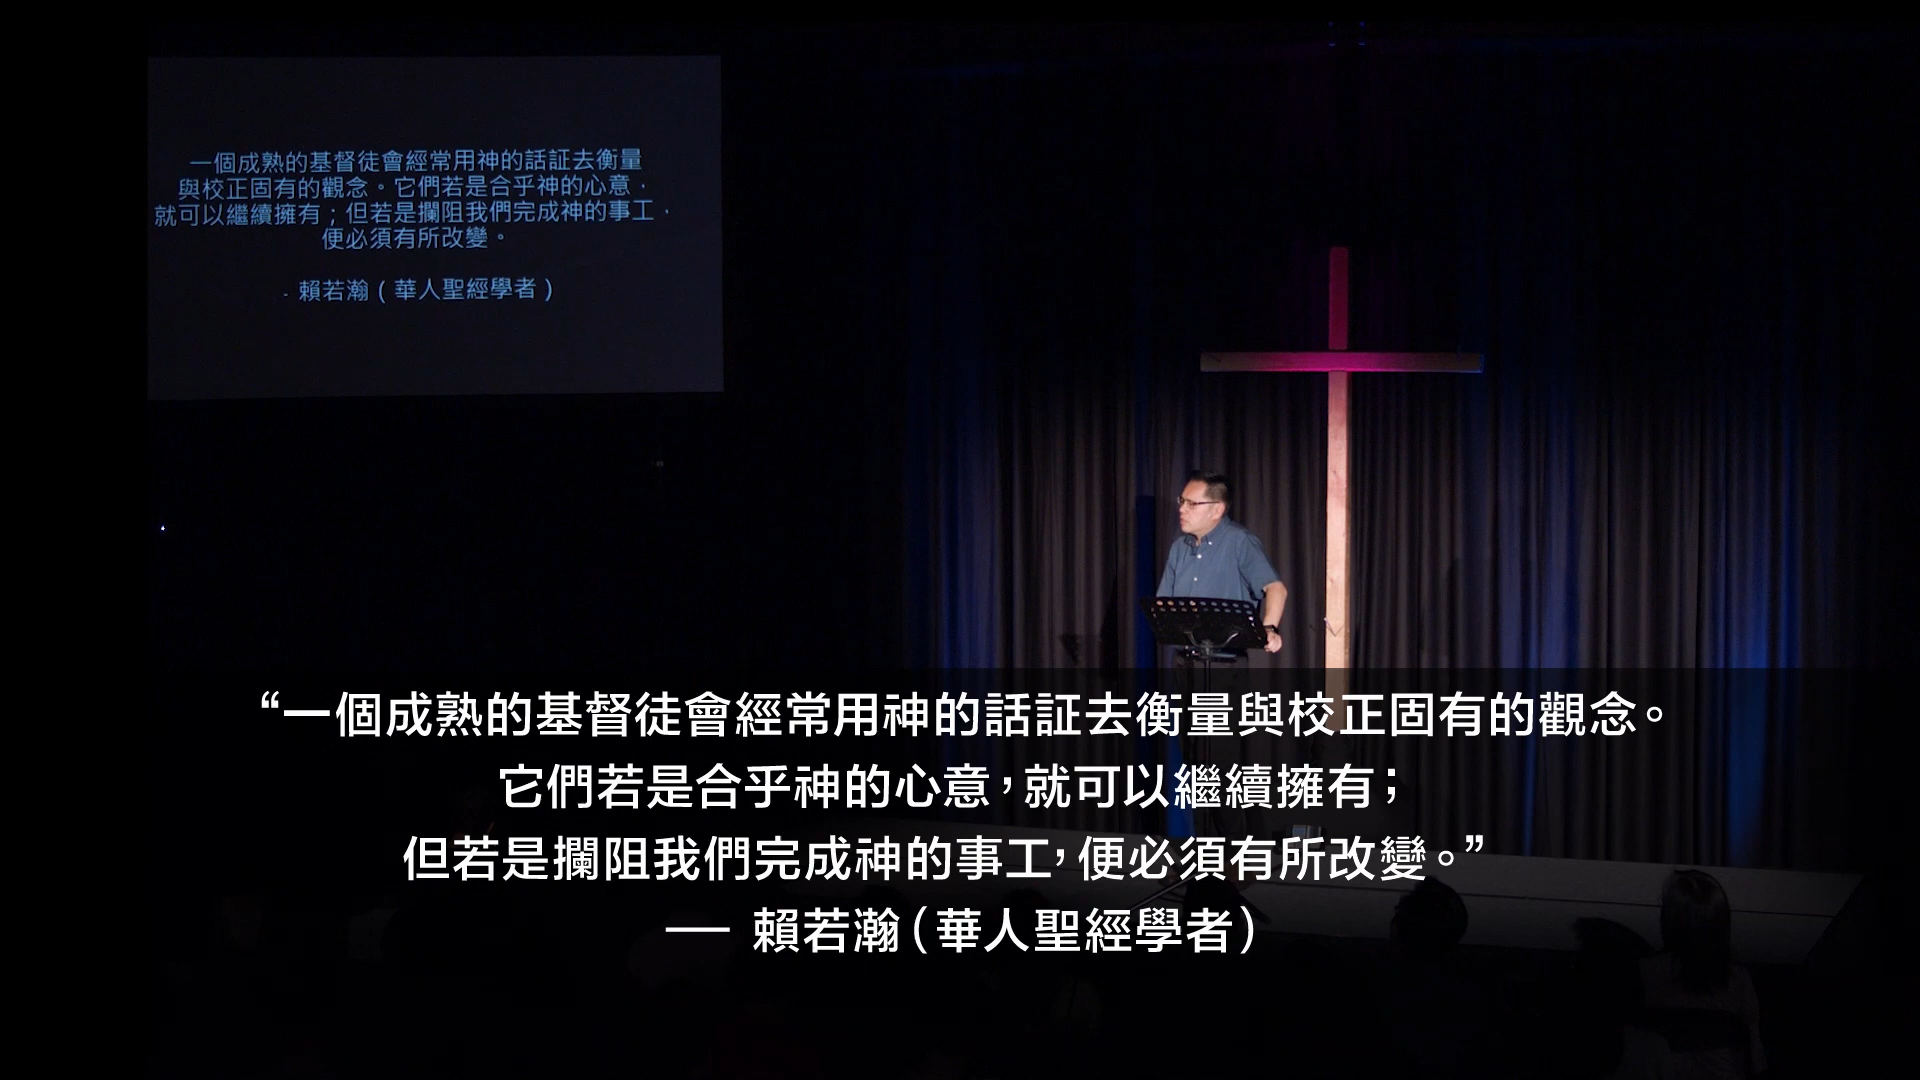 一個成熟的基督徒會經常用神的話証去衡量
與校正固有的觀念。它們若是合乎神的心意，
就可以繼續擁有；但若是攔阻我們完成神的事工，
便必須有所改變。
- 賴若瀚（華人聖經學者）
“一個成熟的基督徒會經常用神的話証去衡量與校正固有的觀念。
它們若是合乎神的心意，就可以繼續擁有；
但若是攔阻我們完成神的事工，便必須有所改變。”
── 賴若瀚（華人聖經學者）